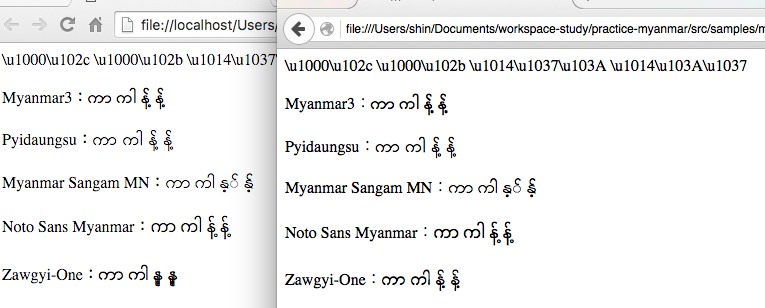 file://localhost/Users/
\u1000\u102c \u1000\u102b \u1014\u1037
Myanmar3：ကာ ကါ န့် န့်
Pyidaungsu：ကာ ကါ န့် န့်
Myanmar Sangam MN：ကာ ကါ န့် န့်
Noto Sans Myanmar：ကာ ကါ န့် န့်
Zawgyi-One：ကာ ကါ
file:///Users/shin/Documents/workspace-study/practice-myanmar/src/samples/m
\u1000\u102c \u1000\u102b \u1014\u1037\u103A \u1014\u103A\u1037
Myanmar3：ကာ ကါ န့် န့်
Pyidaungsu：ကာ ကါ န့် န့်
Myanmar Sangam MN：ကာ ကါ န့် န့်
Noto Sans Myanmar：ကာ ကါ န့် န့်
Zawgyi-One：ကာ ကါ န့် န့်